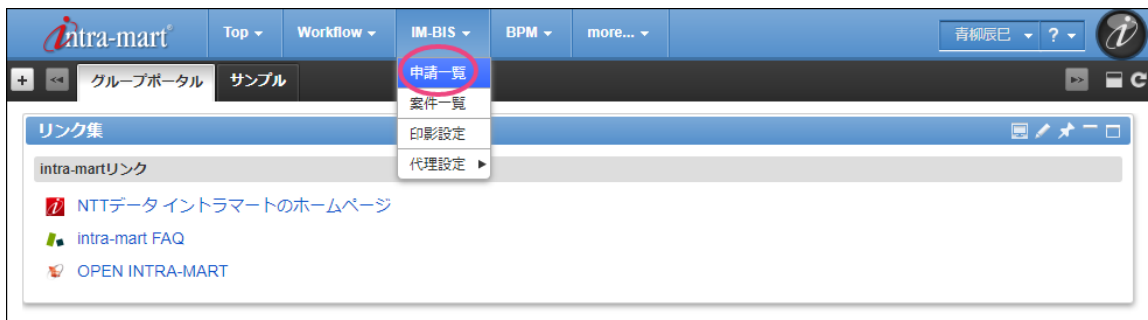 intra-mart® Top Workflow IM-BIS BPM more... 青柳辰巳 ?
グループポータル サンプル
申請一覧
案件一覧
印影設定
代理設定
リンク集
intra-martリンク
NTTデータ イントラマートのホームページ
intra-mart FAQ
OPEN INTRA-MART